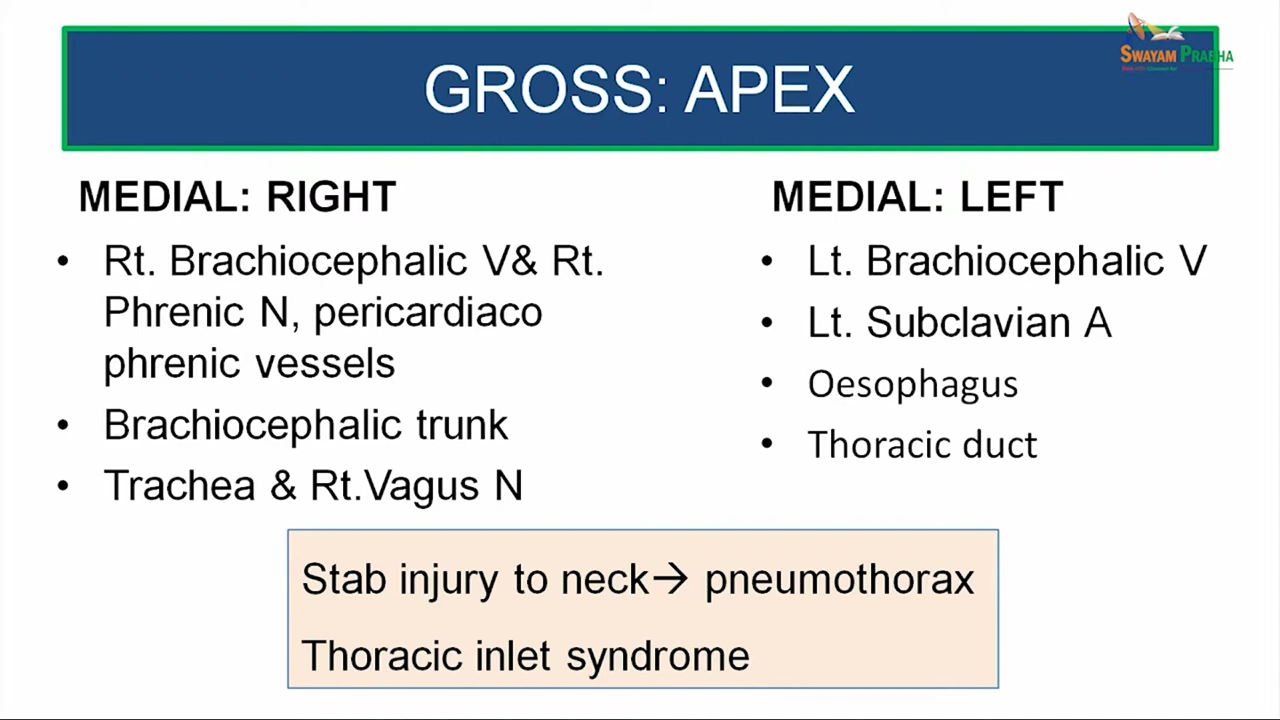 SWAYAM PRABHA
GROSS: APEX
MEDIAL: RIGHT
• Rt. Brachiocephalic V& Rt.
Phrenic N, pericardiaco
phrenic vessels
• Brachiocephalic trunk
• Trachea & Rt.Vagus N
MEDIAL: LEFT
• Lt. Brachiocephalic V
• Lt. Subclavian A
• Oesophagus
• Thoracic duct
Stab injury to neck→ pneumothorax
Thoracic inlet syndrome